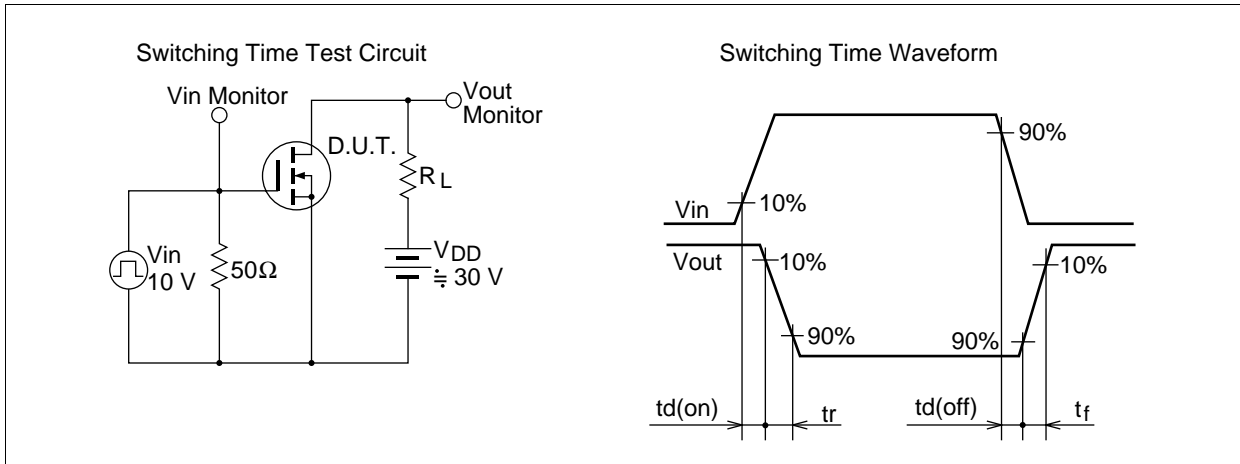 Switching Time Test Circuit
Vin Monitor
Vout
Monitor
D.U.T.
RL
Vin
10 V
50Ω
VDD
≒ 30 V
Switching Time Waveform
90%
Vin
10%
Vout
10%
10%
90%
90%
td(on)
tr
td(off)
tf